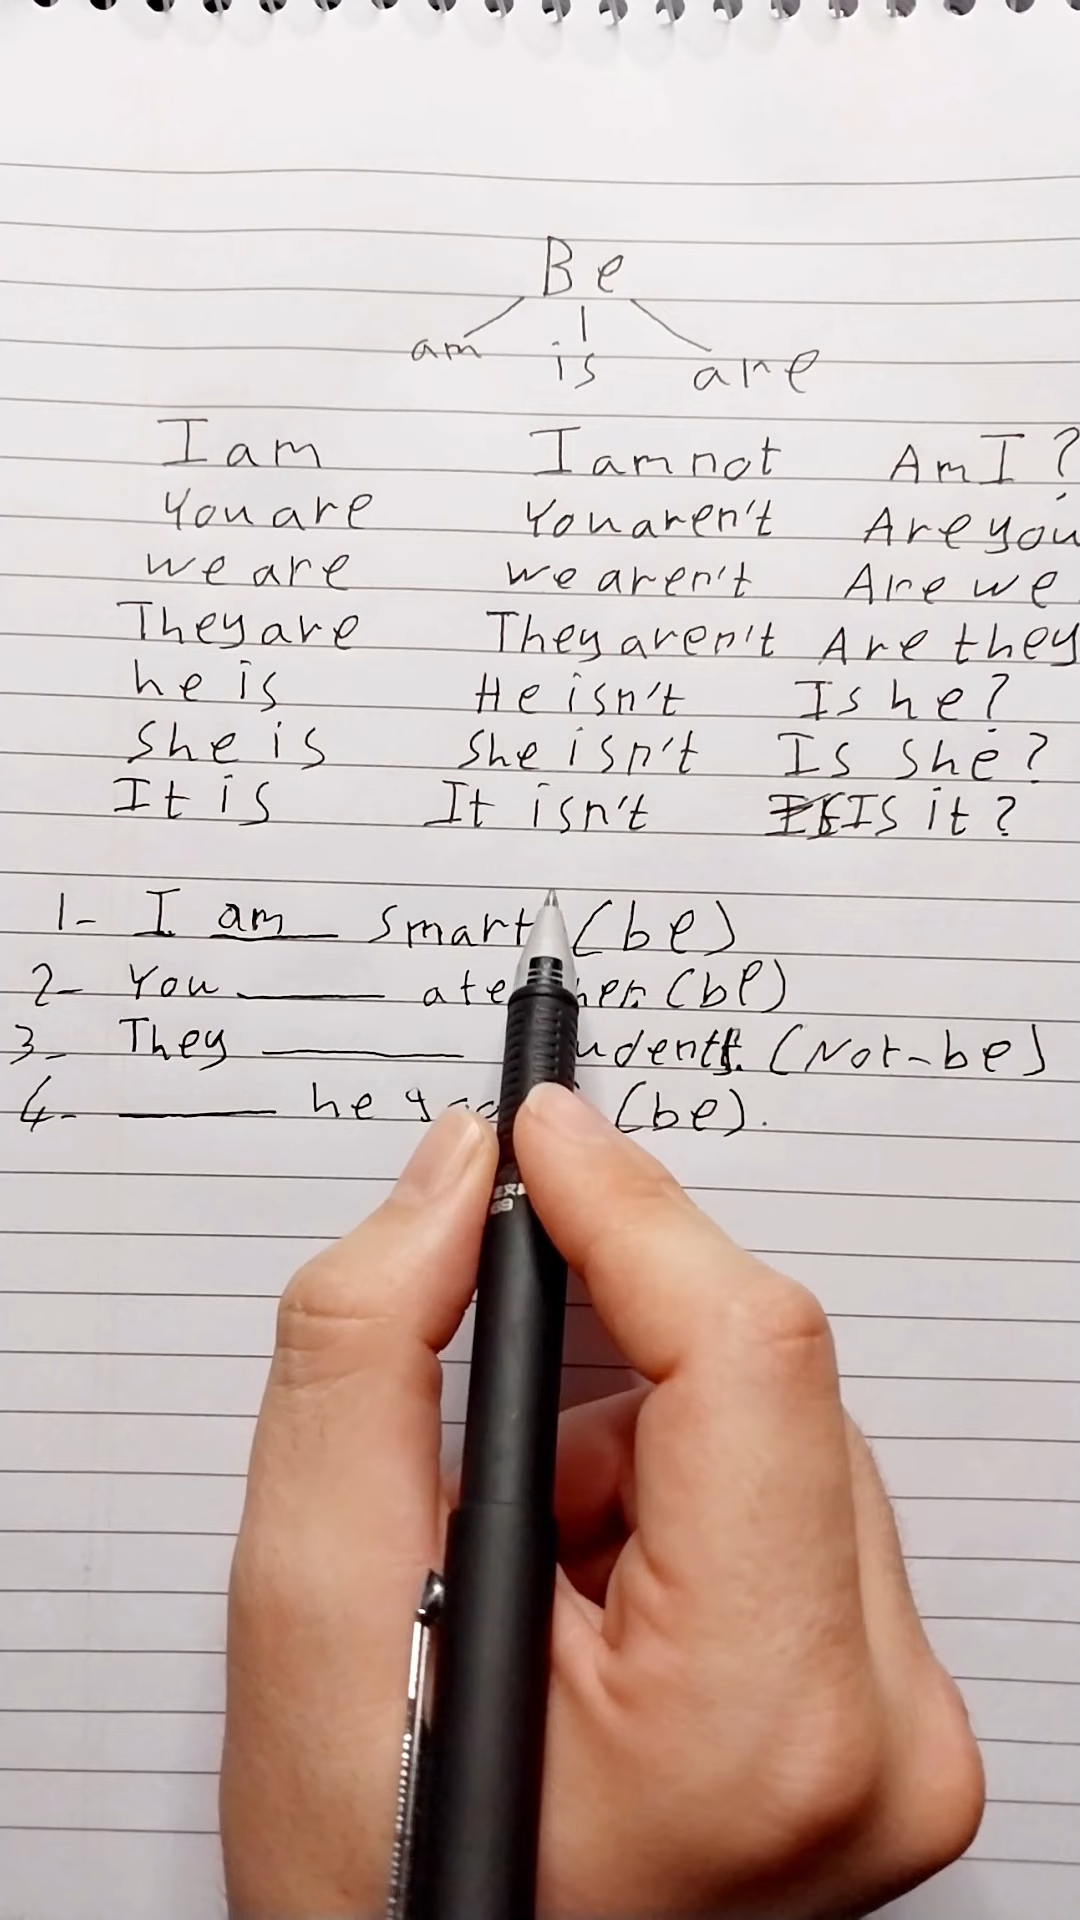 Be
am is are
I am I am not Am I ?
You are You aren't Are you
we are we aren't Are we
They are They aren't Are they
he is He isn't Is he?
She is She isn't Is she?
It is It isn't Is it?
1- I am smart (be)
2- You ______ a (be)
3- They ______ (Not-be)
4- ______ he (be).